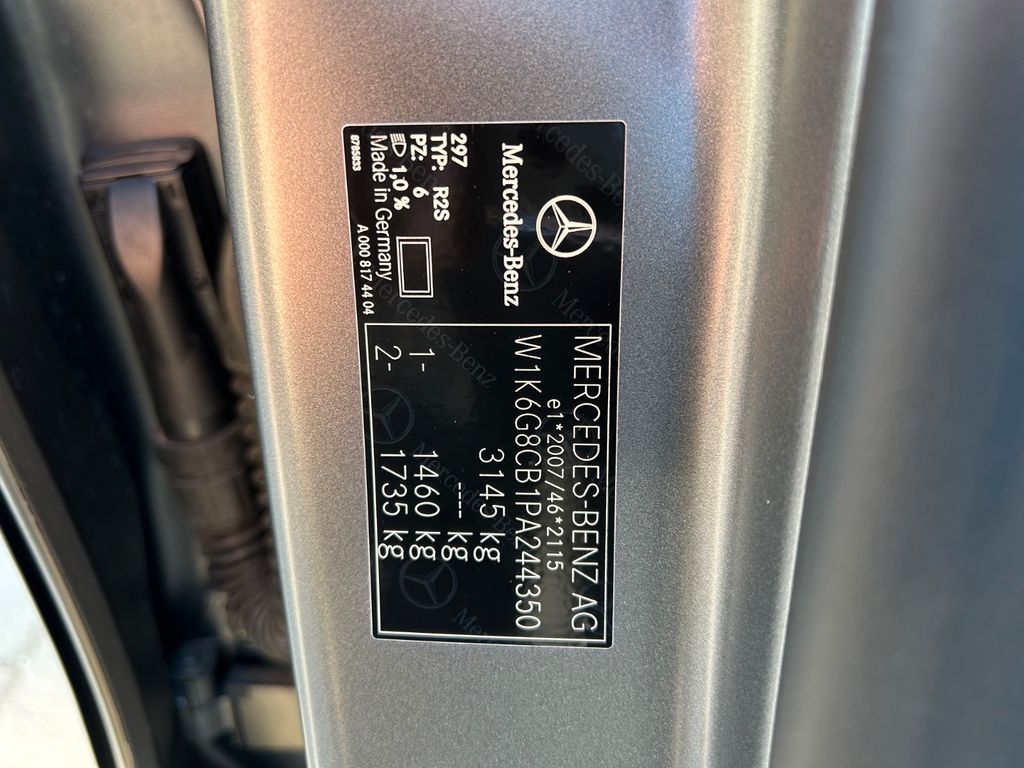 Mercedes-Benz
297
TYP: R2S
PZ: 6
1,0 %
Made in Germany
8765833
A 000 817 44 04
MERCEDES-BENZ AG
e1*2007/46*2115
W1K6G8CB1PA244350
3145 kg
---- kg
1- 1460 kg
2- 1735 kg